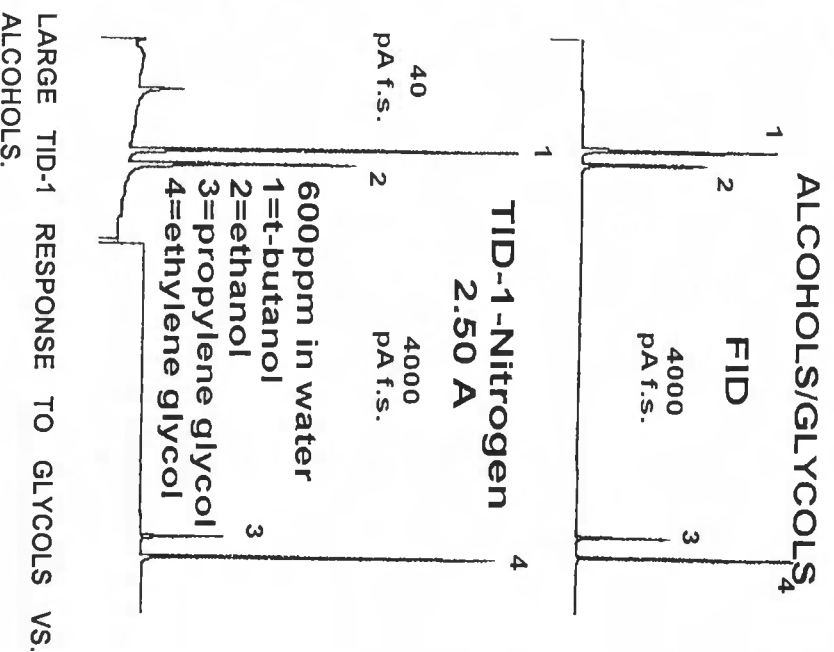 ALCOHOLS/GLYCOLS
FID
4000
pA f.s.
1
2
3
4
TID-1-Nitrogen
2.50 A
40
pA f.s.
4000
pA f.s.
1
2
3
4
600ppm in water
1=t-butanol
2=ethanol
3=propylene glycol
4=ethylene glycol
LARGE TID-1 RESPONSE TO GLYCOLS VS.
ALCOHOLS.